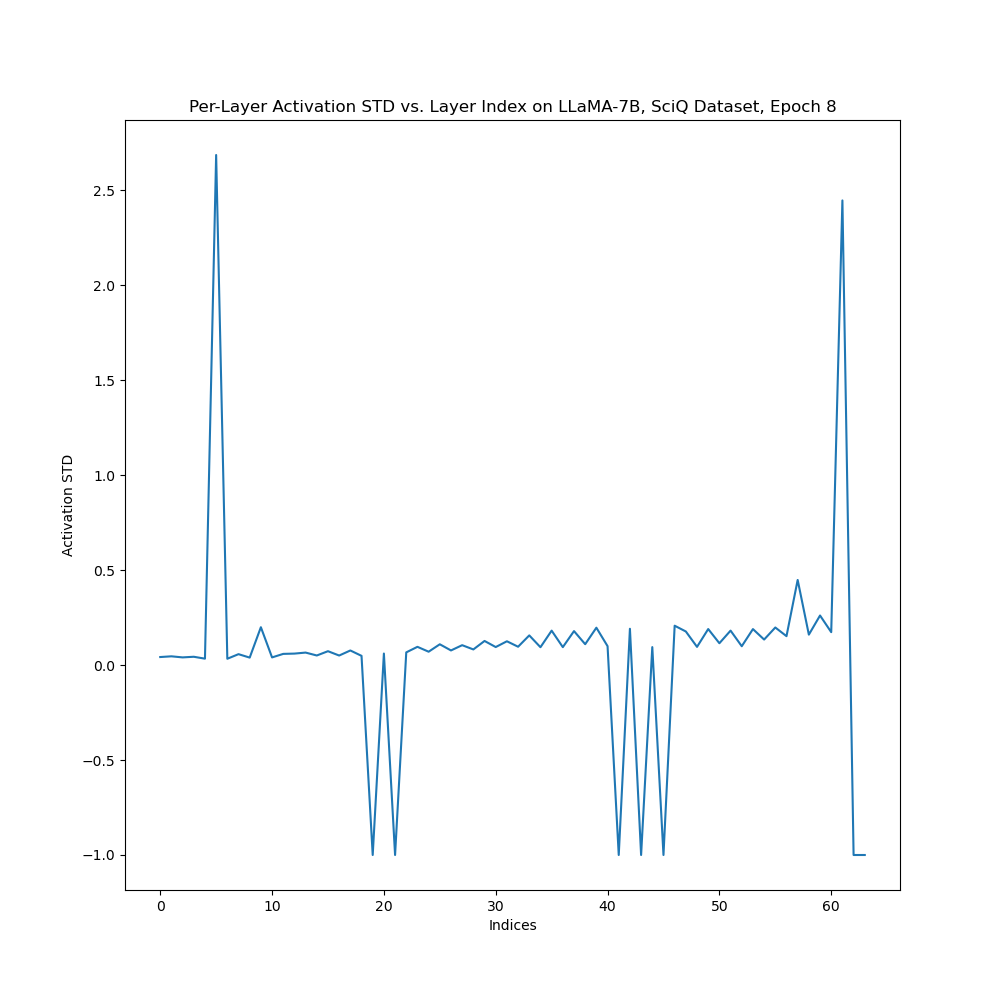 Per-Layer Activation STD vs. Layer Index on LLaMA-7B, SciQ Dataset, Epoch 8
2.5
2.0
1.5
1.0
0.5
0.0
−0.5
−1.0
Activation STD
0 10 20 30 40 50 60
Indices